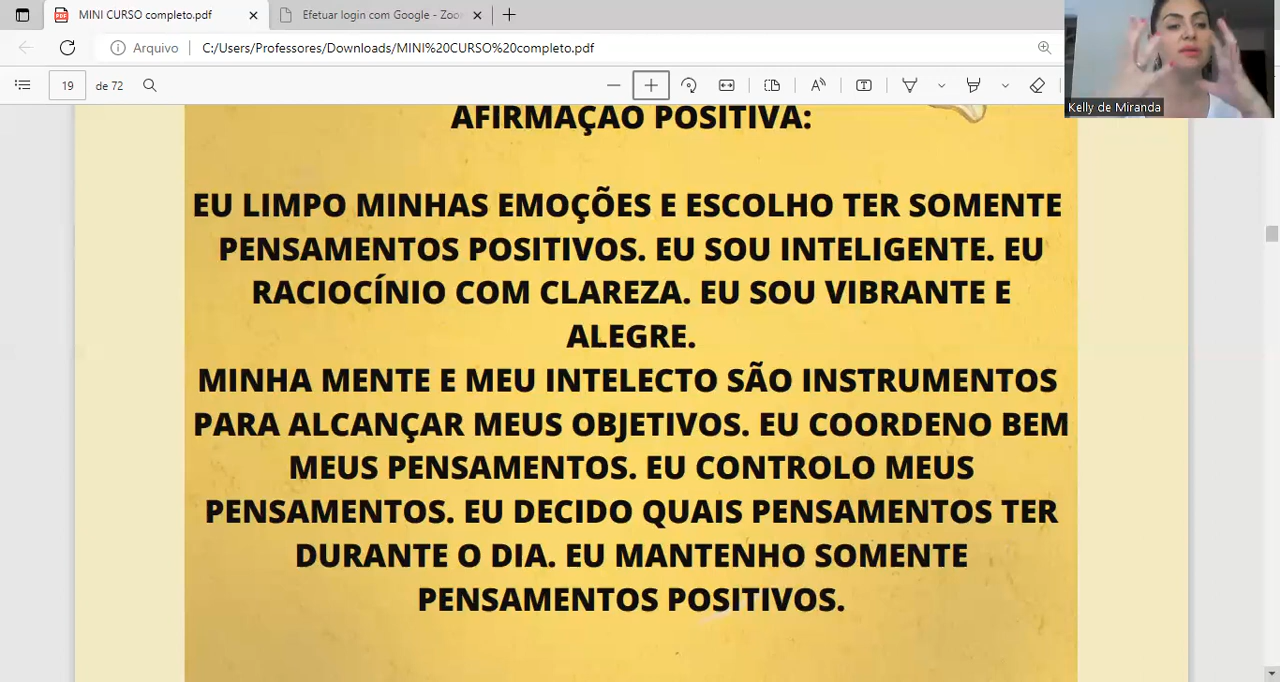 MINI CURSO completo.pdf
Efetuar login com Google - Zoo
Arquivo
C:/Users/Professores/Downloads/MINI%20CURSO%20completo.pdf
19 de 72
Kelly de Miranda
AFIRMAÇAO POSITIVA:
EU LIMPO MINHAS EMOÇÕES E ESCOLHO TER SOMENTE
PENSAMENTOS POSITIVOS. EU SOU INTELIGENTE. EU
RACIOCÍNIO COM CLAREZA. EU SOU VIBRANTE E
ALEGRE.
MINHA MENTE E MEU INTELECTO SÃO INSTRUMENTOS
PARA ALCANÇAR MEUS OBJETIVOS. EU COORDENO BEM
MEUS PENSAMENTOS. EU CONTROLO MEUS
PENSAMENTOS. EU DECIDO QUAIS PENSAMENTOS TER
DURANTE O DIA. EU MANTENHO SOMENTE
PENSAMENTOS POSITIVOS.